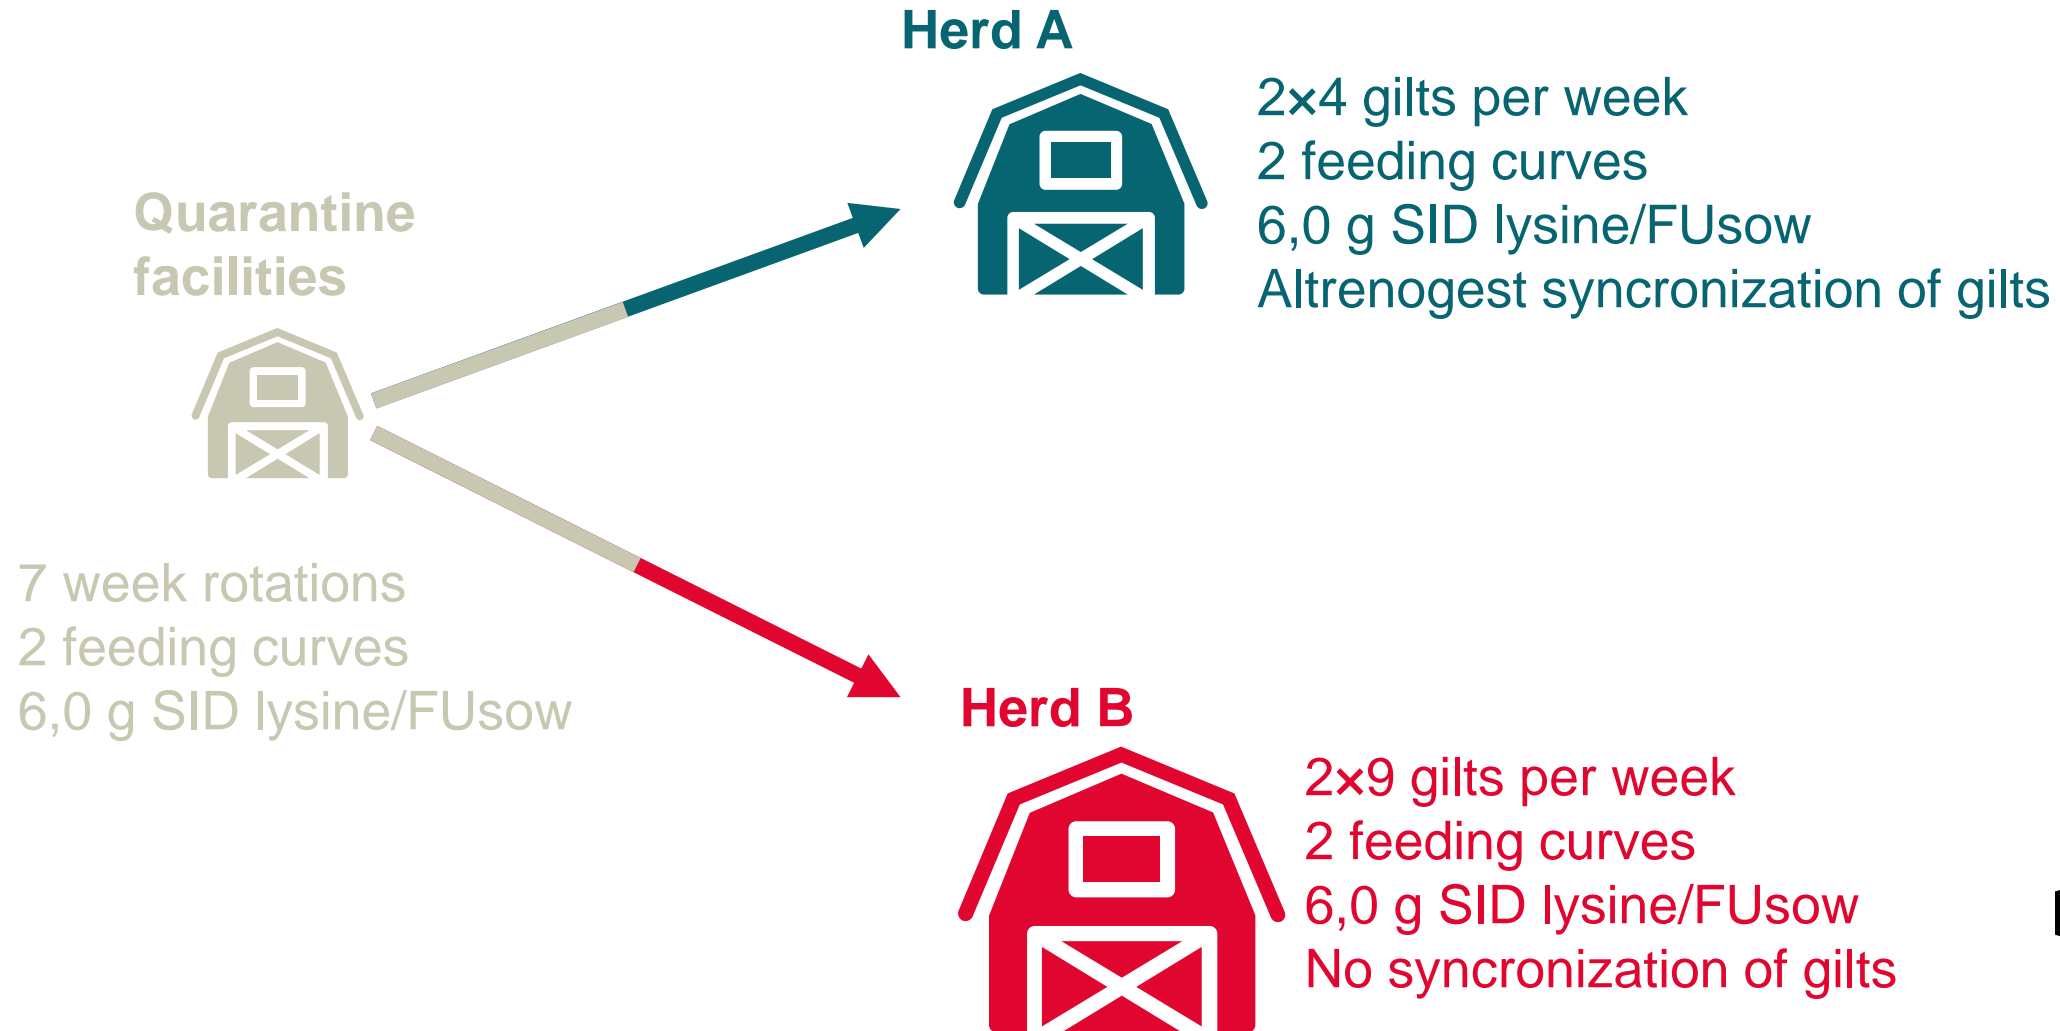 Herd A
2×4 gilts per week
2 feeding curves
6,0 g SID lysine/FUsow
Altrenogest syncronization of gilts
Quarantine
facilities
7 week rotations
2 feeding curves
6,0 g SID lysine/FUsow
Herd B
2×9 gilts per week
2 feeding curves
6,0 g SID lysine/FUsow
No syncronization of gilts